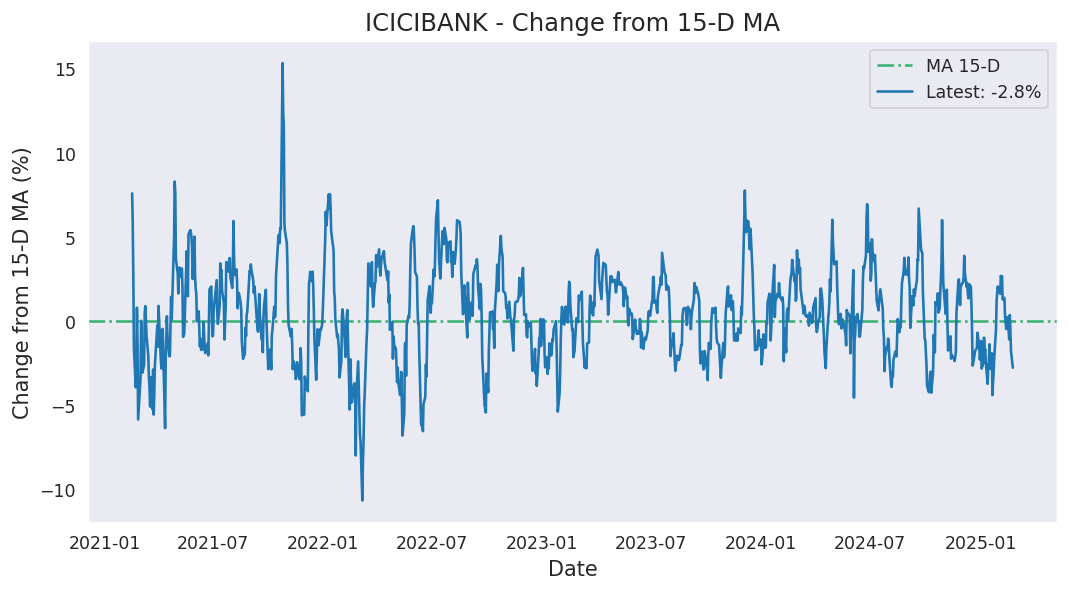 ICICIBANK - Change from 15-D MA
MA 15-D
Latest: -2.8%
Change from 15-D MA (%)
15
10
5
0
−5
−10
2021-01 2021-07 2022-01 2022-07 2023-01 2023-07 2024-01 2024-07 2025-01
Date